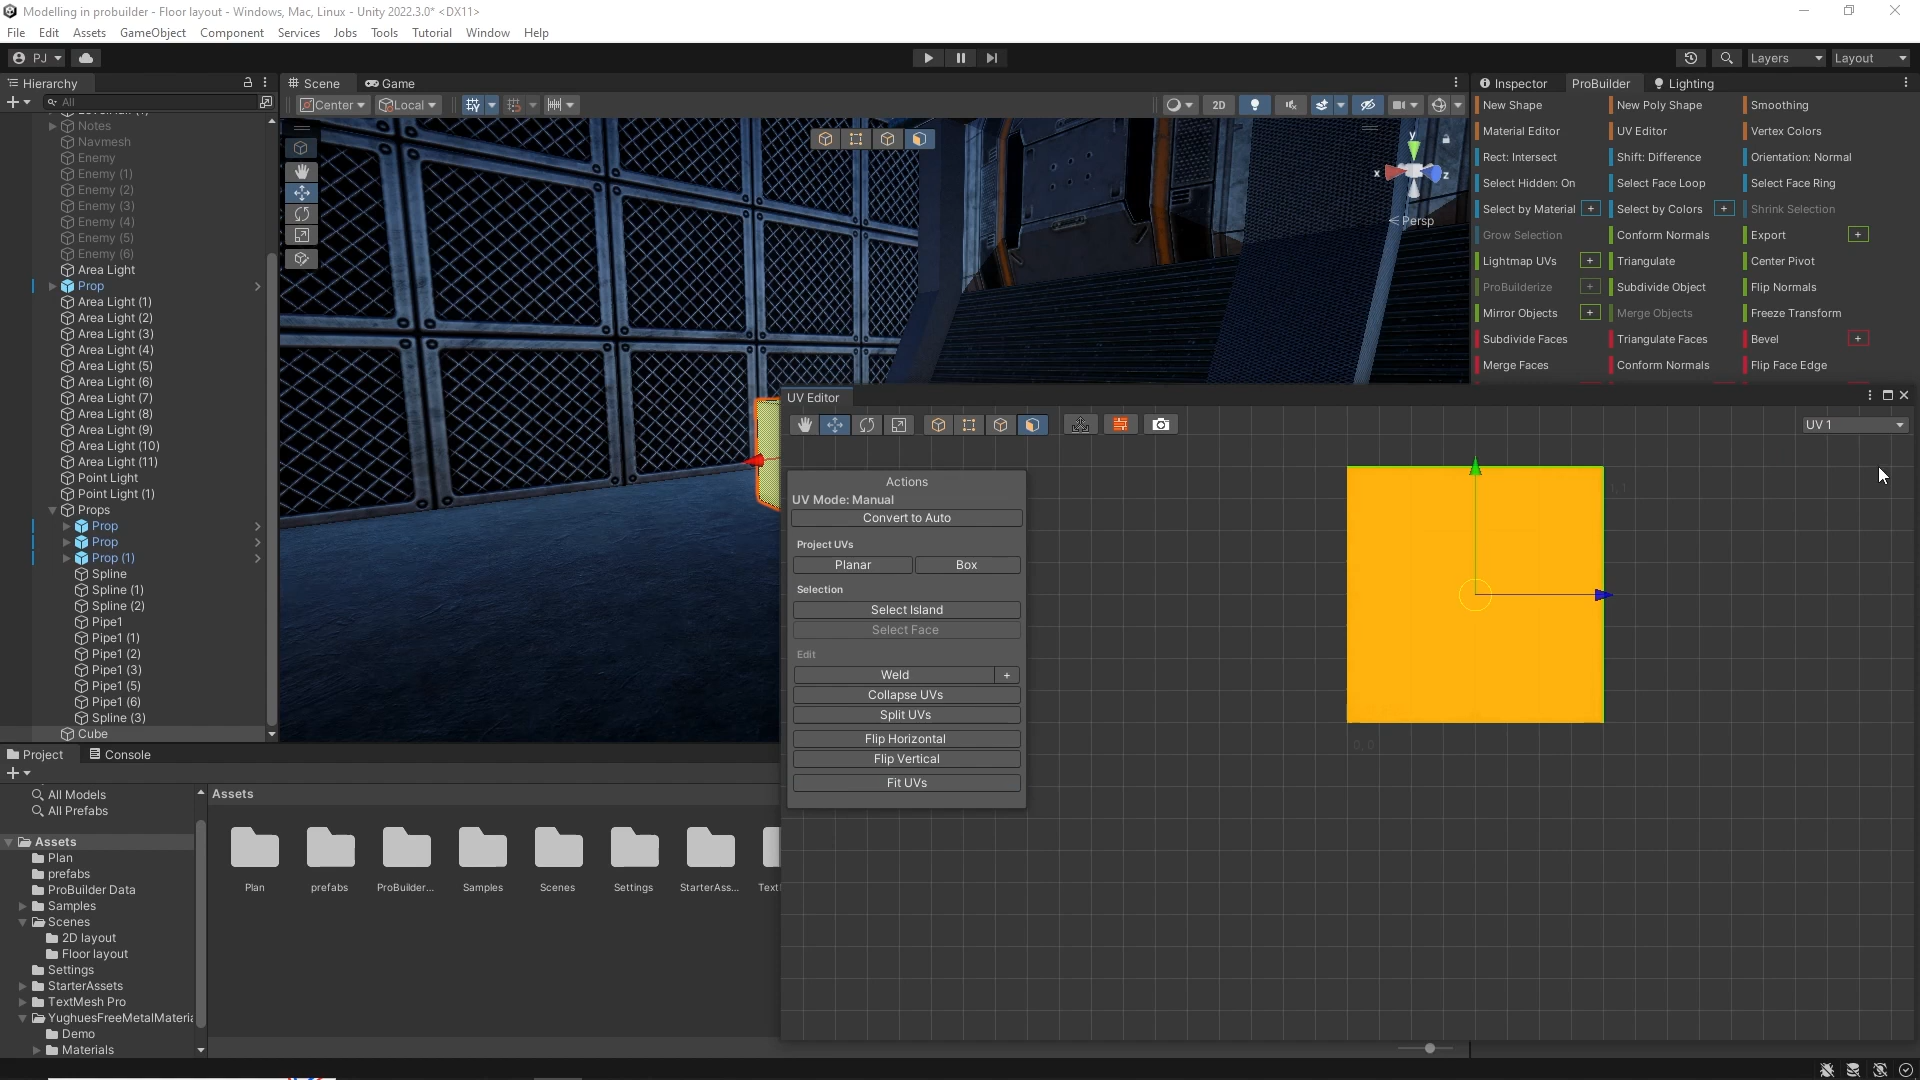 Modelling in probuilder - Floor layout - Windows, Mac, Linux - Unity 2022.3.0* <DX11>
File Edit Assets GameObject Component Services Jobs Tools Tutorial Window Help
PJ
Layers
Layout
Hierarchy
All
Notes
Navmesh
Enemy
Enemy (1)
Enemy (2)
Enemy (3)
Enemy (4)
Enemy (5)
Enemy (6)
Area Light
Prop
Area Light (1)
Area Light (2)
Area Light (3)
Area Light (4)
Area Light (5)
Area Light (6)
Area Light (7)
Area Light (8)
Area Light (9)
Area Light (10)
Area Light (11)
Point Light
Point Light (1)
Props
Prop
Prop
Prop (1)
Spline
Spline (1)
Spline (2)
Pipe1
Pipe1 (1)
Pipe1 (2)
Pipe1 (3)
Pipe1 (5)
Pipe1 (6)
Spline (3)
Cube
Scene Game
Center Local
2D
y
x
z
Persp
Inspector ProBuilder Lighting
New Shape New Poly Shape Smoothing
Material Editor UV Editor Vertex Colors
Rect: Intersect Shift: Difference Orientation: Normal
Select Hidden: On Select Face Loop Select Face Ring
Select by Material + Select by Colors + Shrink Selection
Grow Selection Conform Normals Export +
Lightmap UVs + Triangulate Center Pivot
ProBuilderize + Subdivide Object Flip Normals
Mirror Objects + Merge Objects Freeze Transform
Subdivide Faces Triangulate Faces Bevel +
Merge Faces Conform Normals Flip Face Edge
UV Editor
UV 1
Actions
UV Mode: Manual
Convert to Auto
Project UVs
Planar Box
Selection
Select Island
Select Face
Edit
Weld +
Collapse UVs
Split UVs
Flip Horizontal
Flip Vertical
Fit UVs
1, 1
0, 0
Project Console
All Models
All Prefabs
Assets
Plan
prefabs
ProBuilder Data
Samples
Scenes
2D layout
Floor layout
Settings
StarterAssets
TextMesh Pro
YughuesFreeMetalMateria
Demo
Materials
Assets
Plan prefabs ProBuilder... Samples Scenes Settings StarterAss... Text